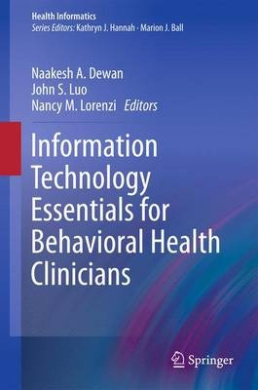 Health Informatics
Series Editors: Kathryn J. Hannah · Marion J. Ball
Naakesh A. Dewan
John S. Luo
Nancy M. Lorenzi Editors
Information
Technology
Essentials for
Behavioral Health
Clinicians
Springer